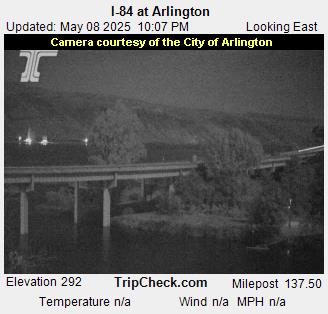 I-84 at Arlington
Updated: May 08 2025 10:07 PM Looking East
Camera courtesy of the City of Arlington
Elevation 292 TripCheck.com Milepost 137.50
Temperature n/a Wind n/a MPH n/a